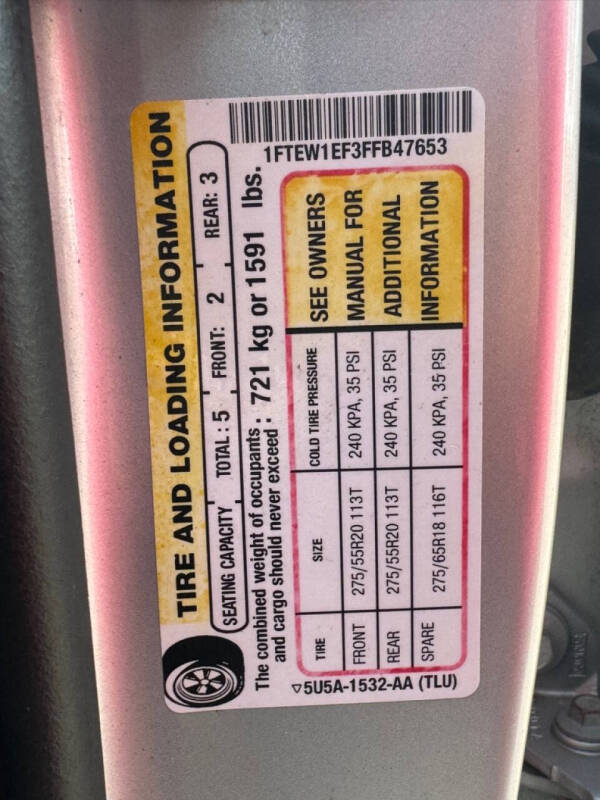 1FTEW1EF3FFB47653
TIRE AND LOADING INFORMATION
SEATING CAPACITY TOTAL : 5 FRONT: 2 REAR: 3
The combined weight of occupants
and cargo should never exceed : 721 kg or 1591 lbs.
TIRE SIZE COLD TIRE PRESSURE
FRONT 275/55R20 113T 240 KPA, 35 PSI
REAR 275/55R20 113T 240 KPA, 35 PSI
SPARE 275/65R18 116T 240 KPA, 35 PSI
SEE OWNERS
MANUAL FOR
ADDITIONAL
INFORMATION
▽5U5A-1532-AA (TLU)